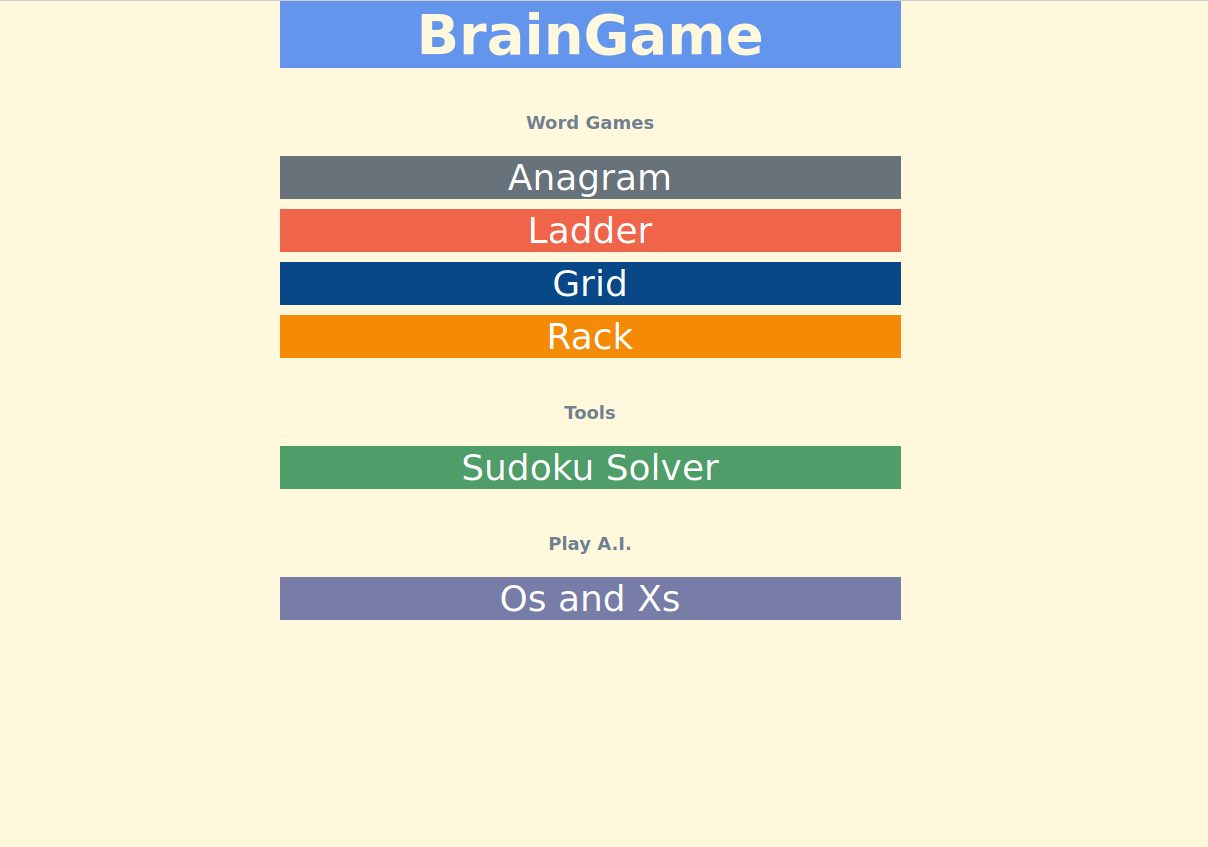 BrainGame
Word Games
Anagram
Ladder
Grid
Rack
Tools
Sudoku Solver
Play A.I.
Os and Xs